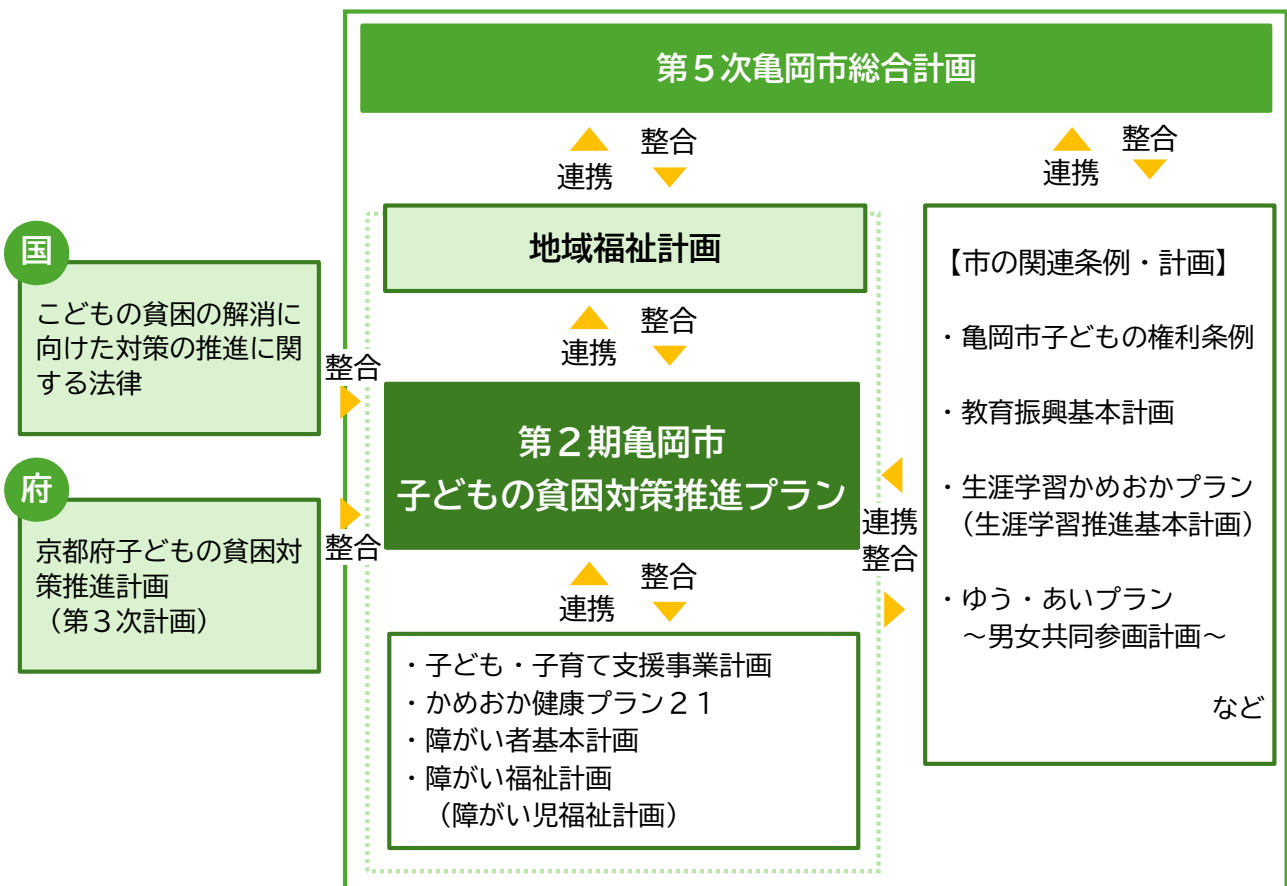 第５次亀岡市総合計画
整合
連携
整合
連携
地域福祉計画
整合
連携
国
こどもの貧困の解消に
向けた対策の推進に関
する法律
整合
府
京都府子どもの貧困対
策推進計画
（第３次計画）
整合
第２期亀岡市
子どもの貧困対策推進プラン
連携
整合
整合
連携
・子ども・子育て支援事業計画
・かめおか健康プラン２１
・障がい者基本計画
・障がい福祉計画
（障がい児福祉計画）
【市の関連条例・計画】
・亀岡市子どもの権利条例
・教育振興基本計画
・生涯学習かめおかプラン
（生涯学習推進基本計画）
・ゆう・あいプラン
～男女共同参画計画～
など